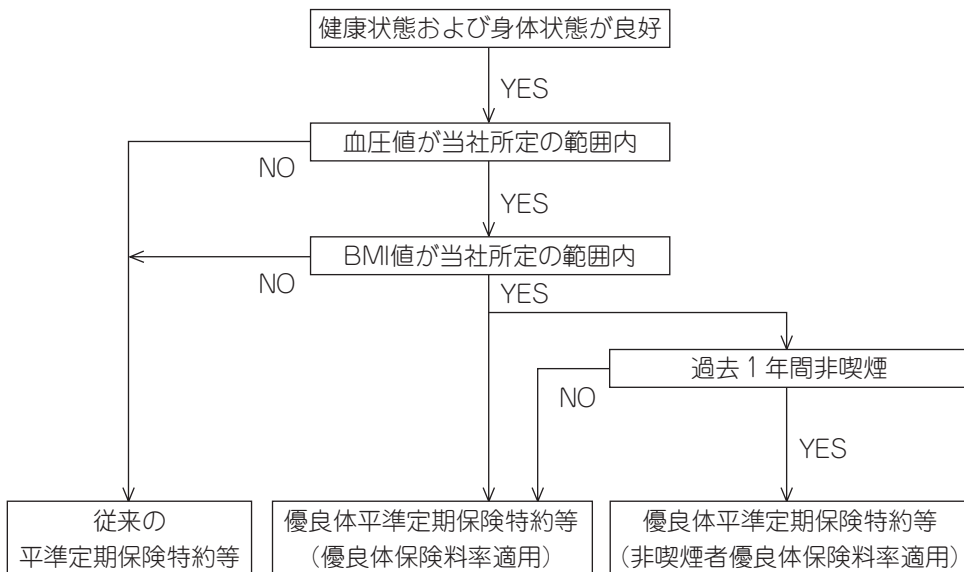 健康状態および身体状態が良好
YES
血圧値が当社所定の範囲内
NO
YES
BMI値が当社所定の範囲内
NO
YES
過去1年間非喫煙
NO
YES
従来の
平準定期保険特約等
優良体平準定期保険特約等
（優良体保険料率適用）
優良体平準定期保険特約等
（非喫煙者優良体保険料率適用）